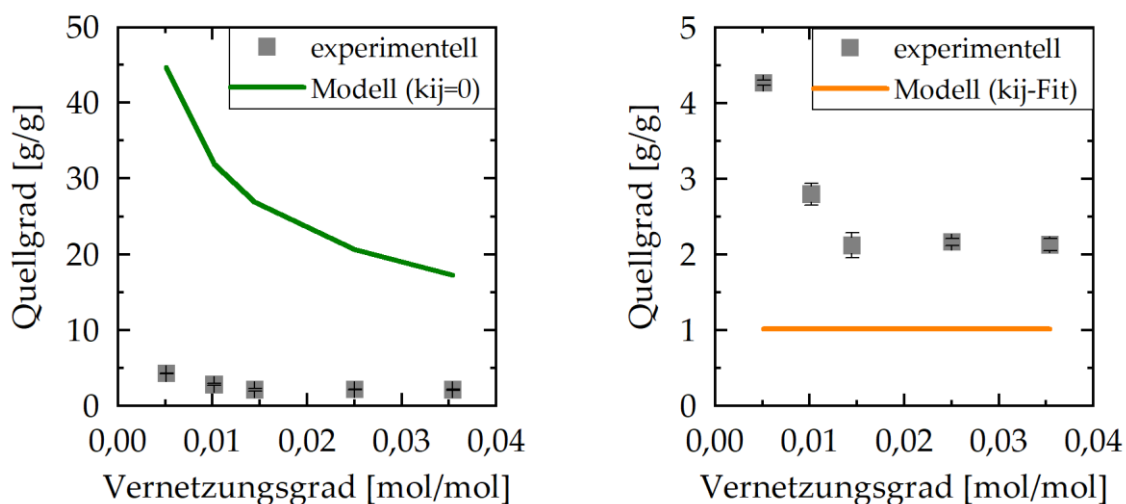 50
40
30
20
10
0
Quellgrad [g/g]
experimentell
Modell (kij=0)
0,00 0,01 0,02 0,03 0,04
Vernetzungsgrad [mol/mol]
5
4
3
2
1
0
Quellgrad [g/g]
experimentell
Modell (kij-Fit)
0,00 0,01 0,02 0,03 0,04
Vernetzungsgrad [mol/mol]